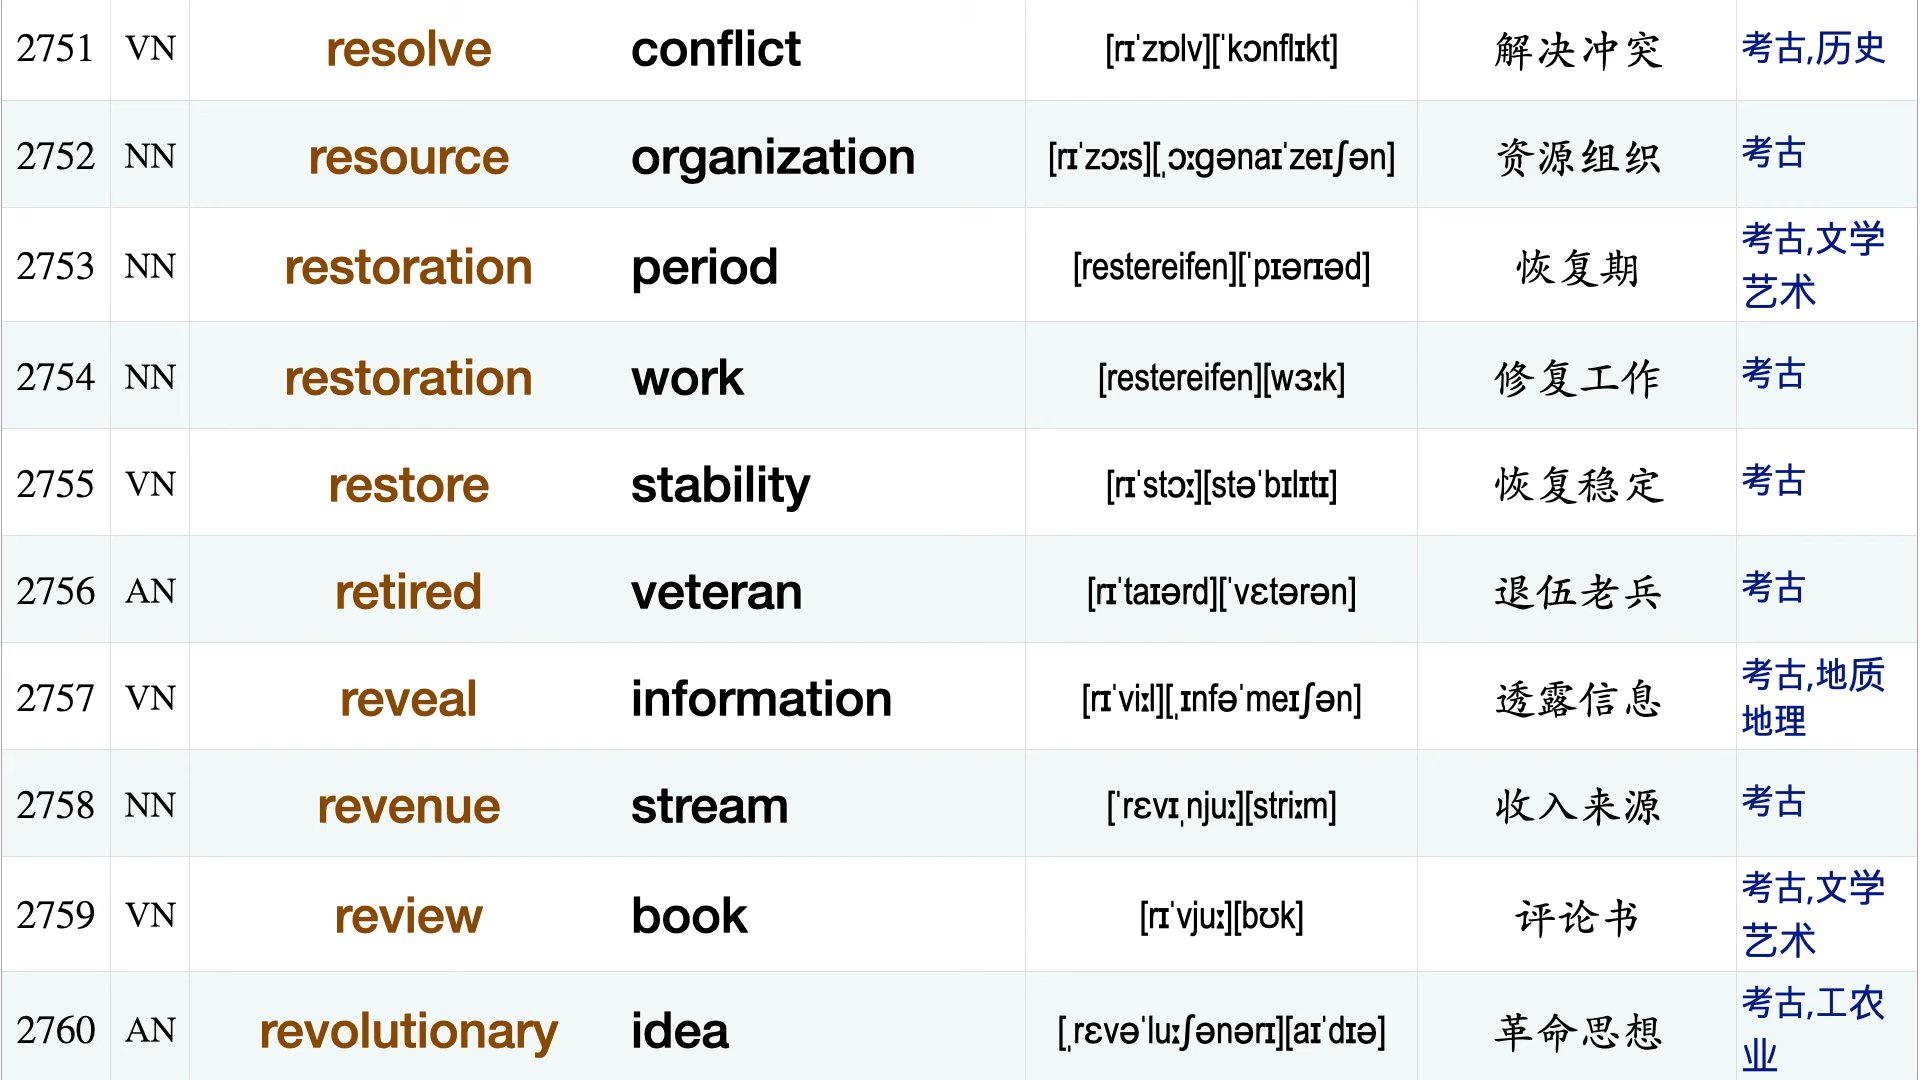 2751 VN resolve conflict [rɪˈzɒlv][ˈkɔnflɪkt] 解决冲突 考古,历史
2752 NN resource organization [rɪˈzɔːs][ˌɔːgənaɪˈzeɪʃən] 资源组织 考古
2753 NN restoration period [restereifen][ˈpɪərɪəd] 恢复期 考古,文学
艺术
2754 NN restoration work [restereifen][wɜːk] 修复工作 考古
2755 VN restore stability [rɪˈstɔː][stəˈbɪlɪtɪ] 恢复稳定 考古
2756 AN retired veteran [rɪˈtaɪərd][ˈvɛtərən] 退伍老兵 考古
2757 VN reveal information [rɪˈviːl][ˌɪnfəˈmeɪʃən] 透露信息 考古,地质
地理
2758 NN revenue stream [ˈrɛvɪˌnjuː][striːm] 收入来源 考古
2759 VN review book [rɪˈvjuː][bʊk] 评论书 考古,文学
艺术
2760 AN revolutionary idea [ˌrɛvəˈluːʃənərɪ][aɪˈdɪə] 革命思想 考古,工农
业